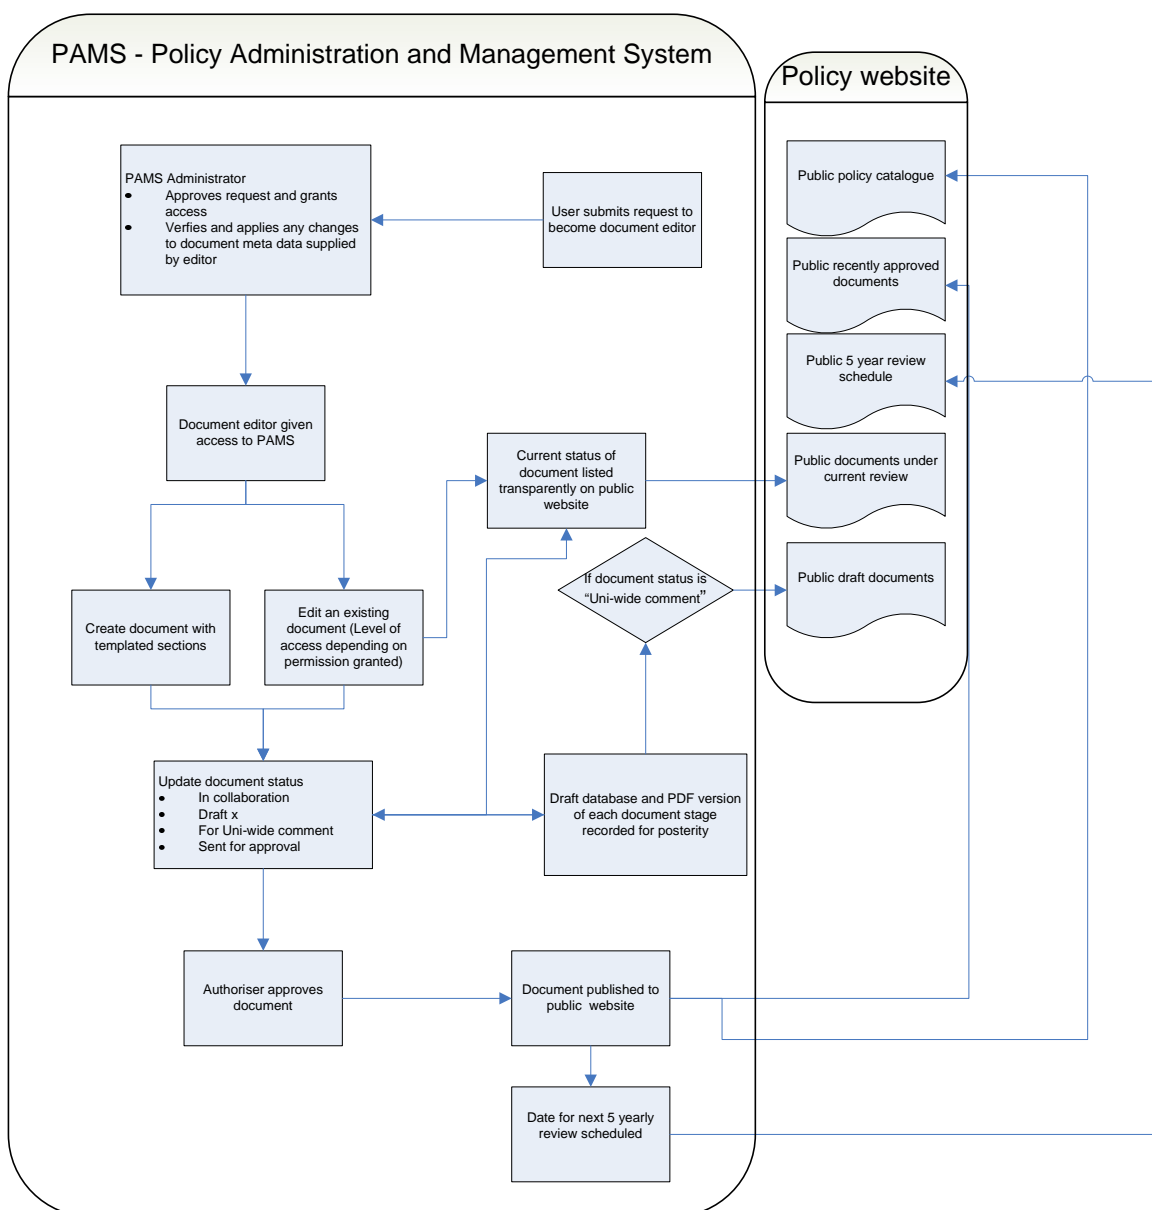 PAMS - Policy Administration and Management System
Policy website
PAMS Administrator
• Approves request and grants
access
• Verfies and applies any changes
to document meta data supplied
by editor
User submits request to
become document editor
Public policy catalogue
Public recently approved
documents
Public 5 year review
schedule
Document editor given
access to PAMS
Current status of
document listed
transparently on public
website
Public documents under
current review
If document status is
“Uni-wide comment”
Public draft documents
Create document with
templated sections
Edit an existing
document (Level of
access depending on
permission granted)
Update document status
• In collaboration
• Draft x
• For Uni-wide comment
• Sent for approval
Draft database and PDF version
of each document stage
recorded for posterity
Authoriser approves
document
Document published to
public  website
Date for next 5 yearly
review scheduled